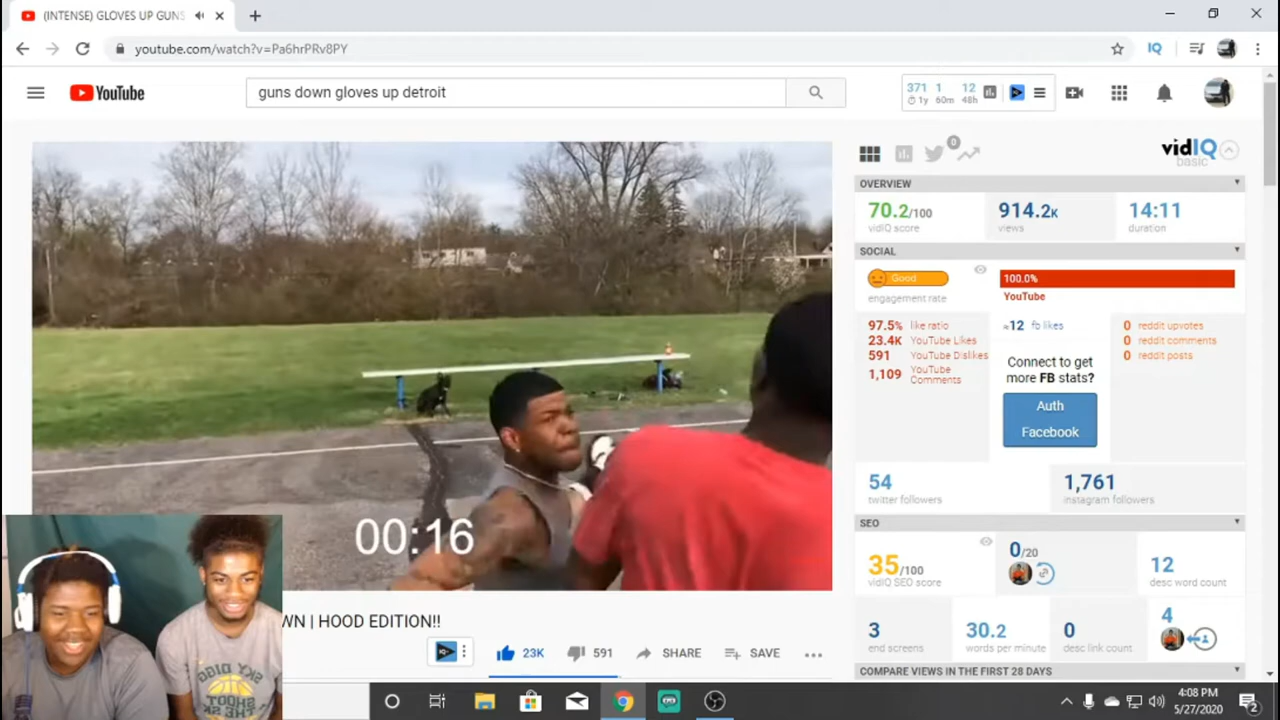 (INTENSE) GLOVES UP GUNS
youtube.com/watch?v=Pa6hrPRv8PY
IQ
YouTube
guns down gloves up detroit
371 1 12
1y 60m 48h
0
vidIQ
basic
OVERVIEW
70.2/100
vidIQ score
914.2K
views
14:11
duration
SOCIAL
Good
engagement rate
100.0%
YouTube
97.5% like ratio
23.4K YouTube Likes
591 YouTube Dislikes
1,109 YouTube Comments
≈12 fb likes
Connect to get
more FB stats?
Auth
Facebook
0 reddit upvotes
0 reddit comments
0 reddit posts
54
twitter followers
1,761
instagram followers
SEO
35/100
vidIQ SEO score
0/20
12
desc word count
3
end screens
30.2
words per minute
0
desc link count
4
COMPARE VIEWS IN THE FIRST 28 DAYS
00:16
WN | HOOD EDITION!!
23K
591
SHARE
SAVE
4:08 PM
5/27/2020
2